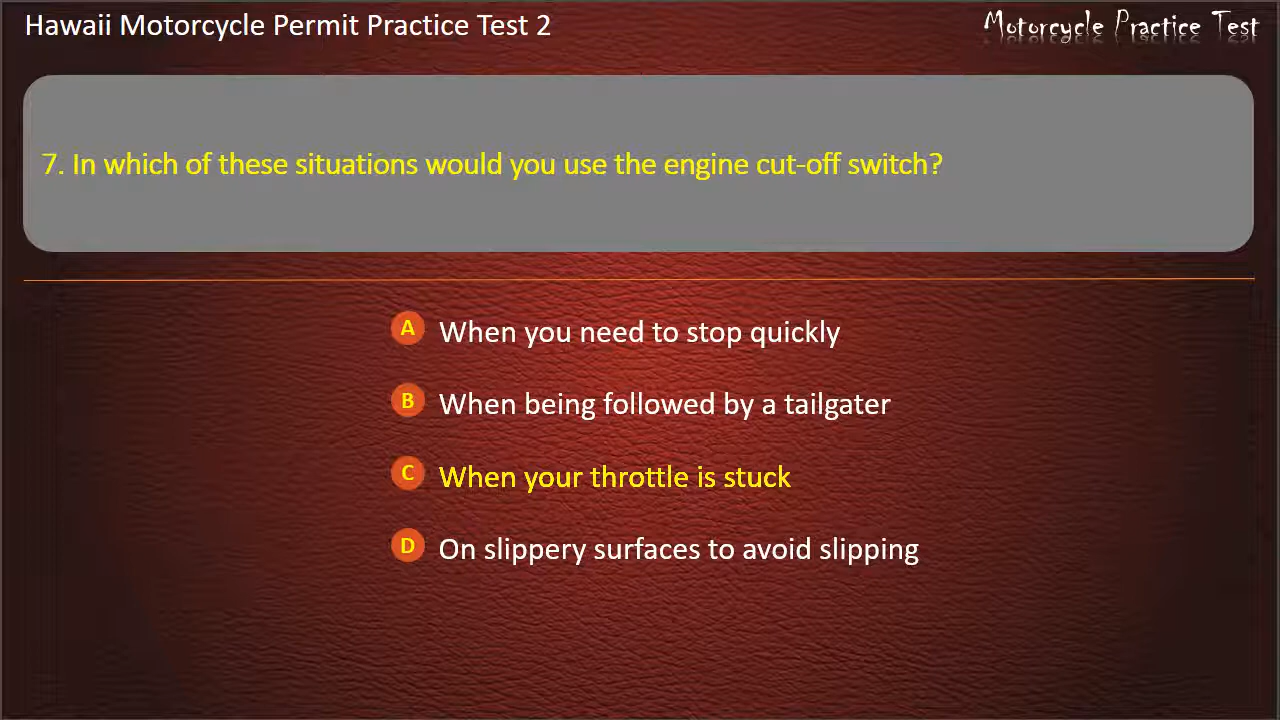 Hawaii Motorcycle Permit Practice Test 2
Motorcycle Practice Test
7. In which of these situations would you use the engine cut-off switch?
A When you need to stop quickly
B When being followed by a tailgater
C When your throttle is stuck
D On slippery surfaces to avoid slipping